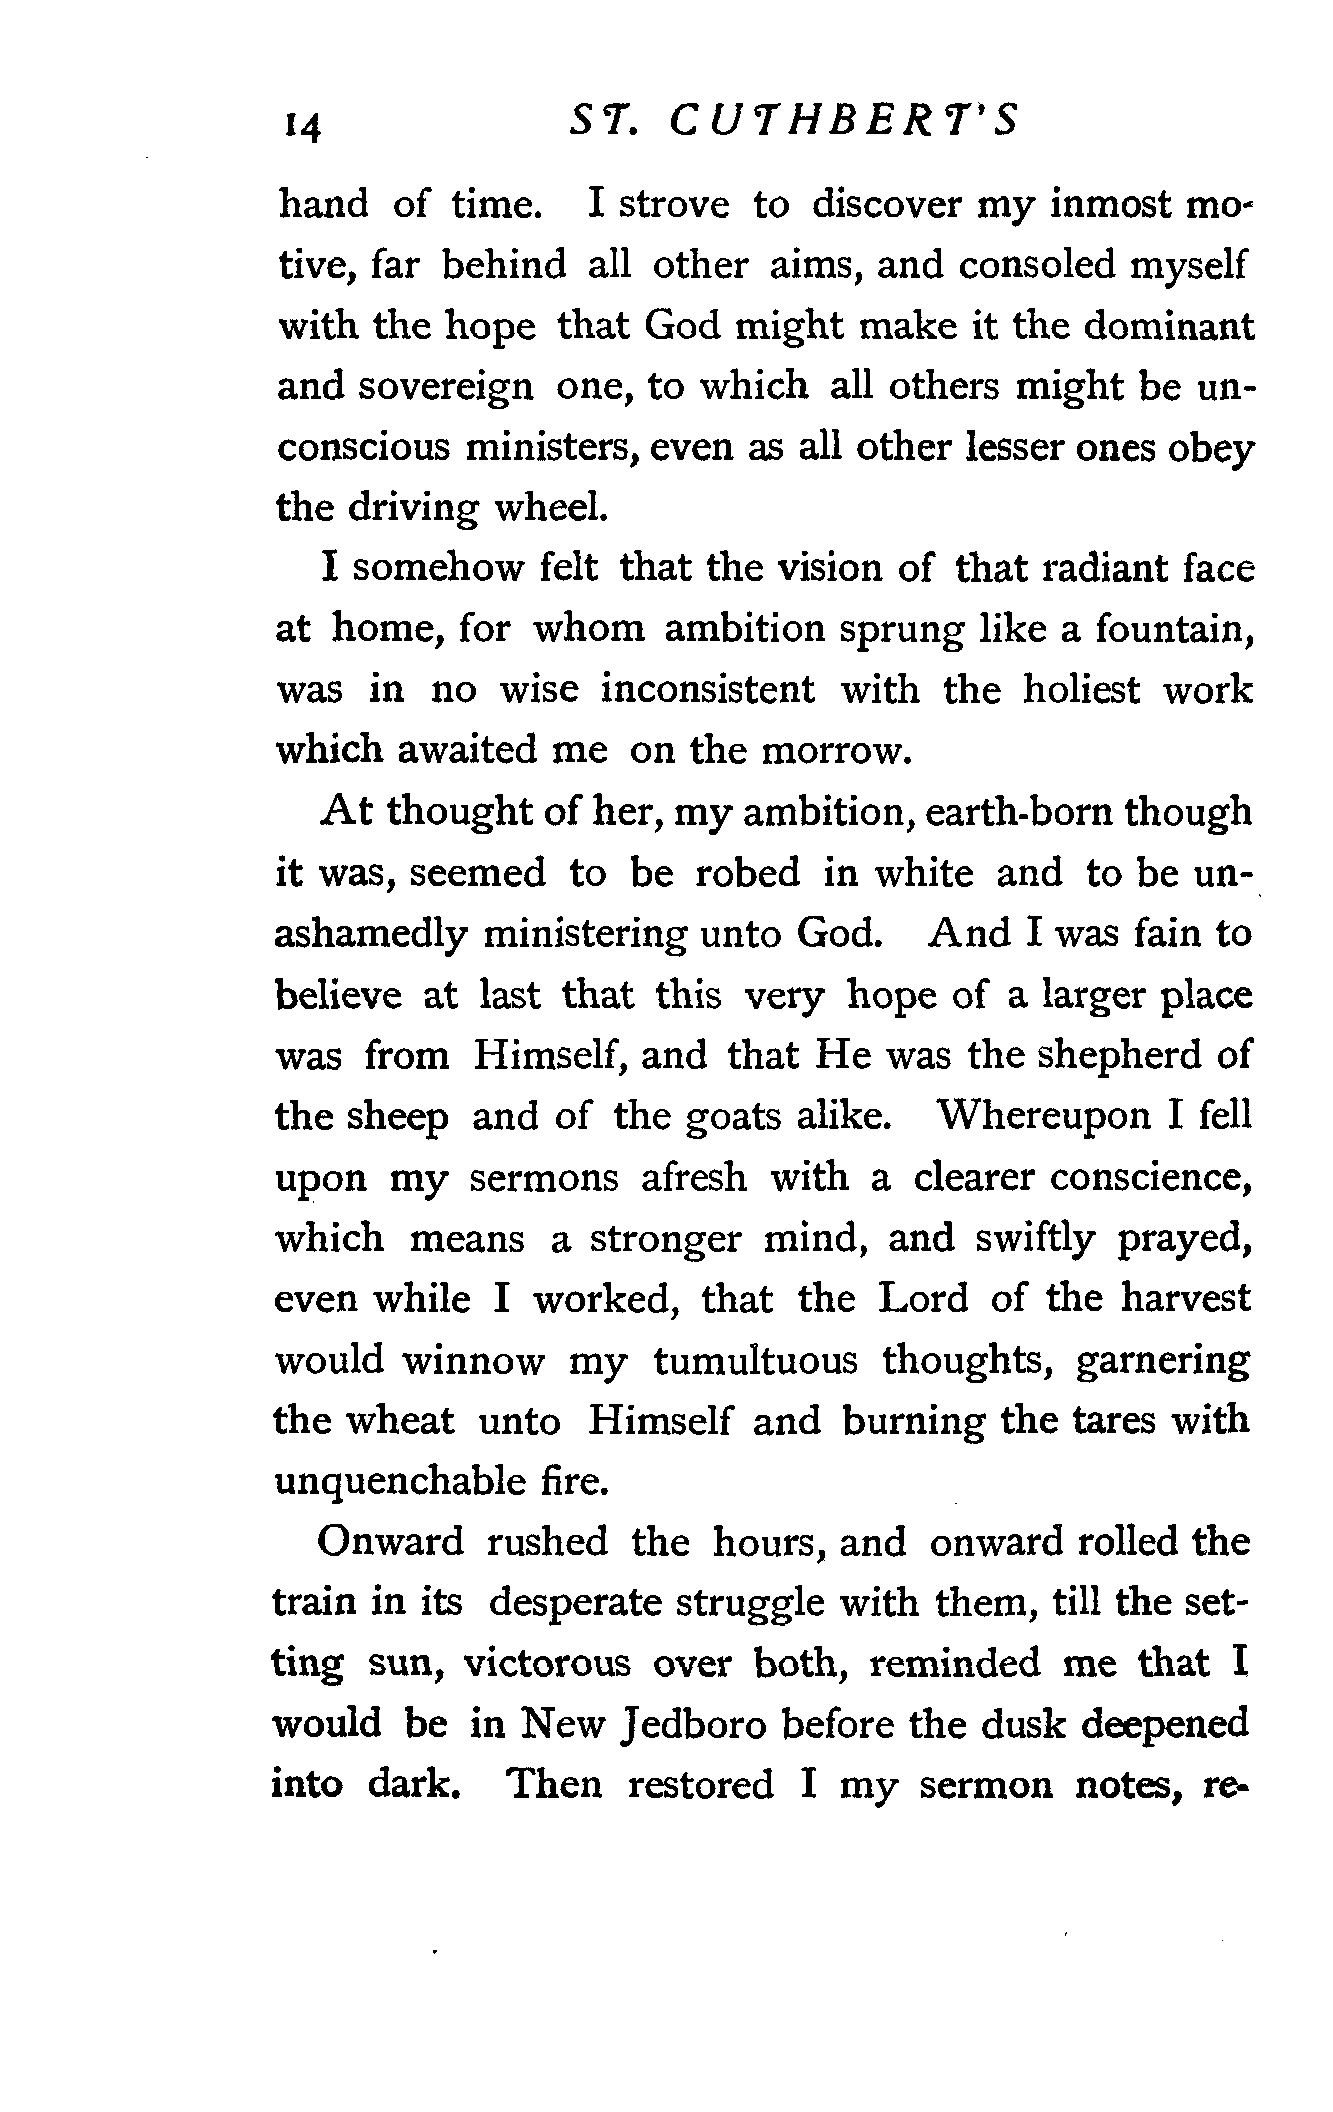 14 ST. CUTHBERT'S
hand of time. I strove to discover my inmost mo-
tive, far behind all other aims, and consoled myself
with the hope that God might make it the dominant
and sovereign one, to which all others might be un-
conscious ministers, even as all other lesser ones obey
the driving wheel.
I somehow felt that the vision of that radiant face
at home, for whom ambition sprung like a fountain,
was in no wise inconsistent with the holiest work
which awaited me on the morrow.
At thought of her, my ambition, earth-born though
it was, seemed to be robed in white and to be un-
ashamedly ministering unto God. And I was fain to
believe at last that this very hope of a larger place
was from Himself, and that He was the shepherd of
the sheep and of the goats alike. Whereupon I fell
upon my sermons afresh with a clearer conscience,
which means a stronger mind, and swiftly prayed,
even while I worked, that the Lord of the harvest
would winnow my tumultuous thoughts, garnering
the wheat unto Himself and burning the tares with
unquenchable fire.
Onward rushed the hours, and onward rolled the
train in its desperate struggle with them, till the set-
ting sun, victorous over both, reminded me that I
would be in New Jedboro before the dusk deepened
into dark. Then restored I my sermon notes, re-